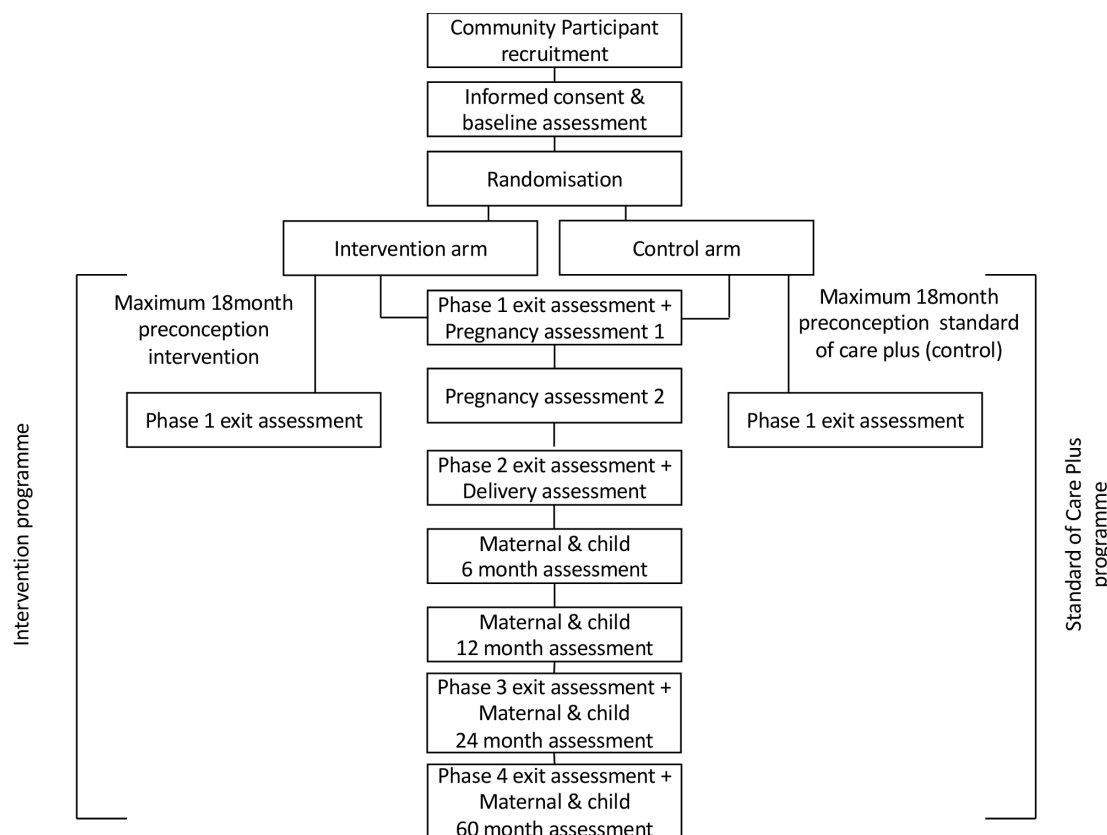 Community Participant
recruitment
Informed consent &
baseline assessment
Randomisation
Intervention arm
Control arm
Maximum 18month
preconception
intervention
Phase 1 exit assessment +
Pregnancy assessment 1
Maximum 18month
preconception standard
of care plus (control)
Pregnancy assessment 2
Phase 1 exit assessment
Phase 1 exit assessment
Phase 2 exit assessment +
Delivery assessment
Intervention programme
Standard of Care Plus
programme
Maternal & child
6 month assessment
Maternal & child
12 month assessment
Phase 3 exit assessment +
Maternal & child
24 month assessment
Phase 4 exit assessment +
Maternal & child
60 month assessment